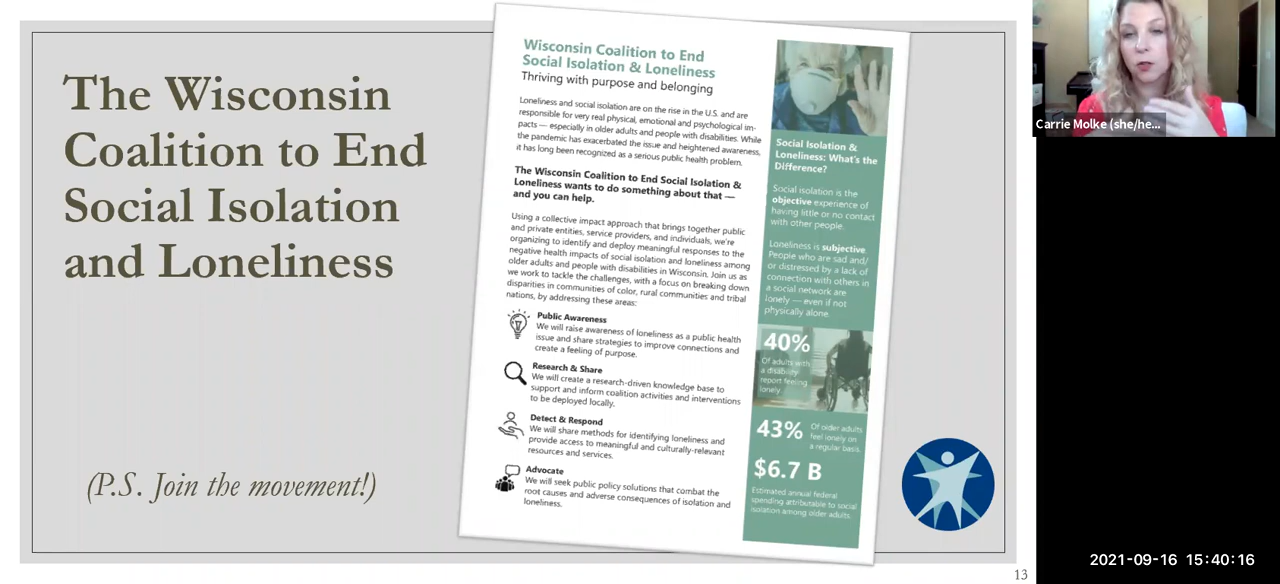 The Wisconsin
Coalition to End
Social Isolation
and Loneliness
(P.S. Join the movement!)
Wisconsin Coalition to End
Social Isolation & Loneliness
Thriving with purpose and belonging
Loneliness and social isolation are on the rise in the U.S. and are
responsible for very real physical, emotional and psychological im-
pacts — especially in older adults and people with disabilities. While
the pandemic has exacerbated the issue and heightened awareness,
it has long been recognized as a serious public health problem.
The Wisconsin Coalition to End Social Isolation &
Loneliness wants to do something about that —
and you can help.
Using a collective impact approach that brings together public
and private entities, service providers, and individuals, we're
organizing to identify and deploy meaningful responses to the
negative health impacts of social isolation and loneliness among
older adults and people with disabilities in Wisconsin. Join us as
we work to tackle the challenges, with a focus on breaking down
disparities in communities of color, rural communities and tribal
nations, by addressing these areas:
Public Awareness
We will raise awareness of loneliness as a public health
issue and share strategies to improve connections and
create a feeling of purpose.
Research & Share
We will create a research-driven knowledge base to
support and inform coalition activities and interventions
to be deployed locally.
Detect & Respond
We will share methods for identifying loneliness and
provide access to meaningful and culturally-relevant
resources and services.
Advocate
We will seek public policy solutions that combat the
root causes and adverse consequences of isolation and
loneliness.
Social Isolation &
Loneliness: What's the
Difference?
Social isolation is the
objective experience of
having little or no contact
with other people.
Loneliness is subjective.
People who are sad and/
or distressed by a lack of
connection with others in
a social network are
lonely — even if not
physically alone.
40%
Of adults with
a disability
report feeling
lonely
43%
Of older adults
feel lonely on
a regular basis.
$6.7 B
Estimated annual federal
spending attributable to social
isolation among older adults.
13
Carrie Molke (she/he...
2021-09-16 15:40:16